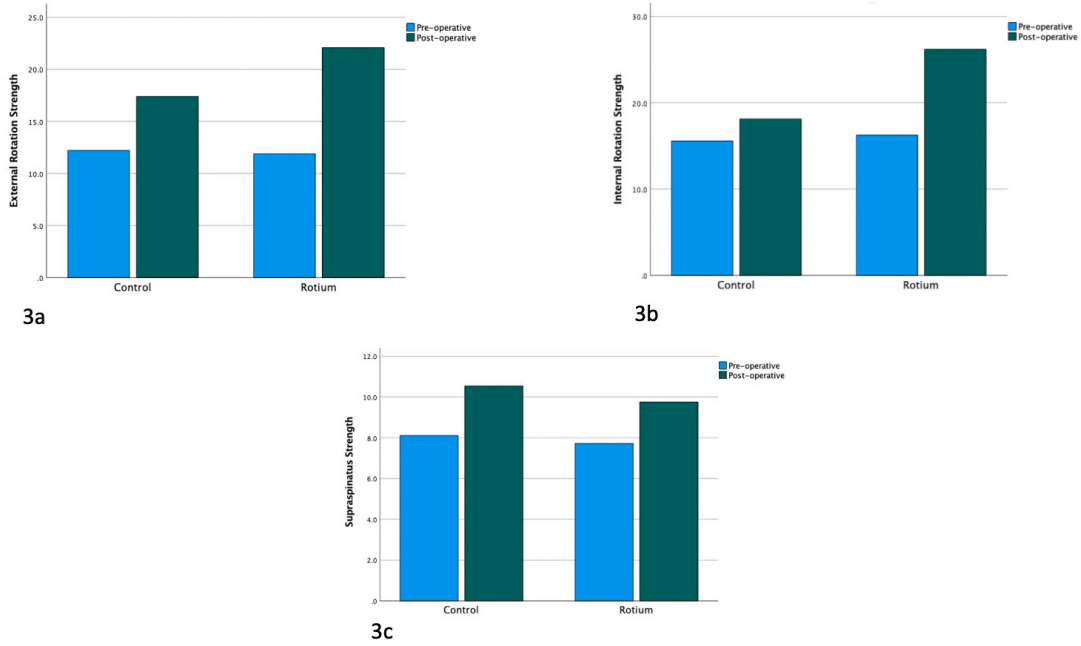 External Rotation Strength
25.0
20.0
15.0
10.0
5.0
.0
Control
Rotium
Pre-operative
Post-operative
3a
Internal Rotation Strength
30.0
20.0
10.0
.0
Control
Rotium
Pre-operative
Post-operative
3b
Supraspinatus Strength
12.0
10.0
8.0
6.0
4.0
2.0
.0
Control
Rotium
Pre-operative
Post-operative
3c